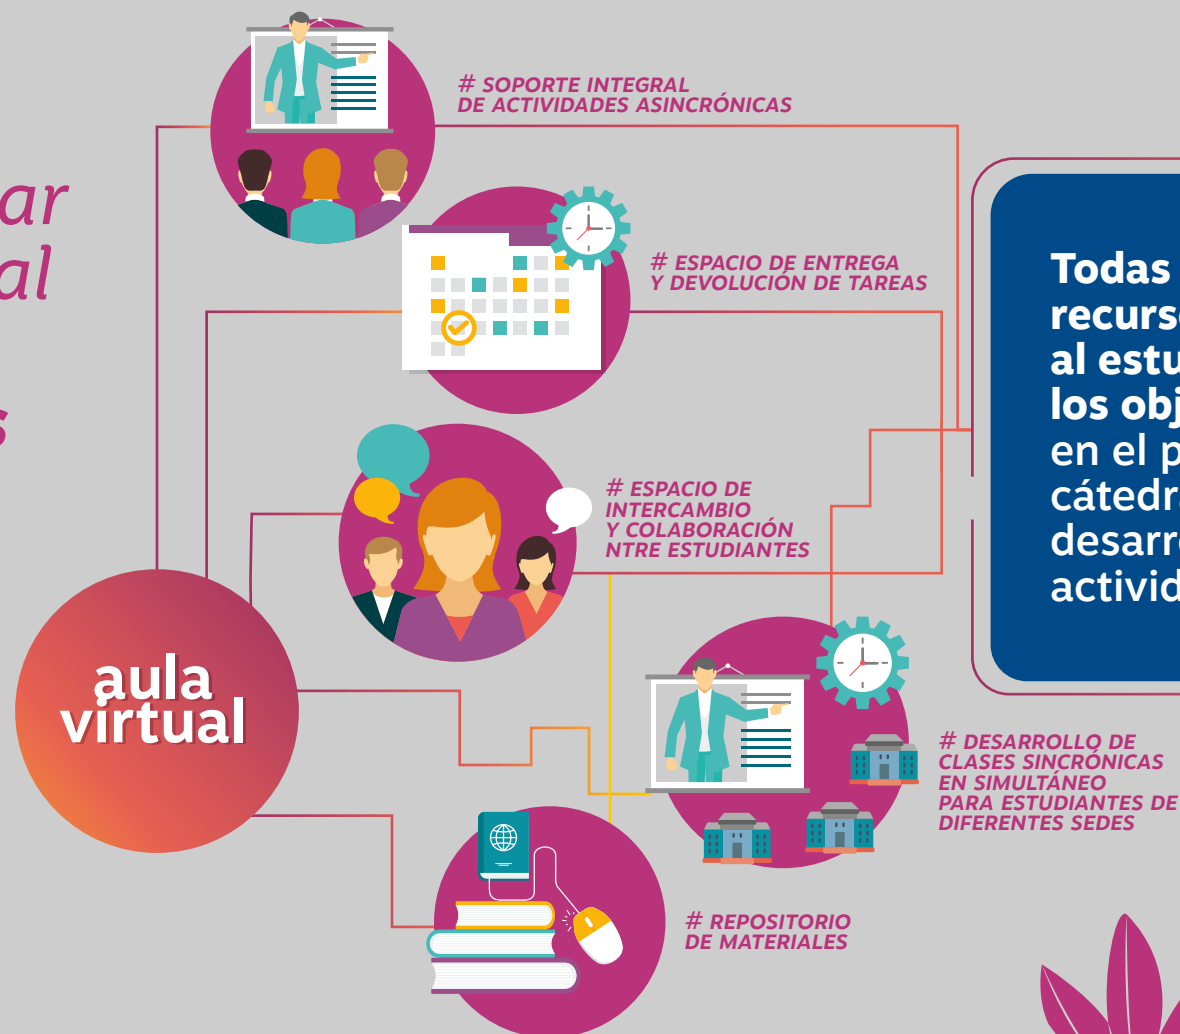 ar
al
s
# SOPORTE INTEGRAL
DE ACTIVIDADES ASINCRÓNICAS
# ESPACIO DE ENTREGA
Y DEVOLUCIÓN DE TAREAS
# ESPACIO DE
INTERCAMBIO
Y COLABORACIÓN
NTRE ESTUDIANTES
aula
virtual
# DESARROLLO DE
CLASES SINCRÓNICAS
EN SIMULTÁNEO
PARA ESTUDIANTES DE
DIFERENTES SEDES
# REPOSITORIO
DE MATERIALES
Todas
recurs
al estu
los obj
en el p
cátedra
desarro
activid